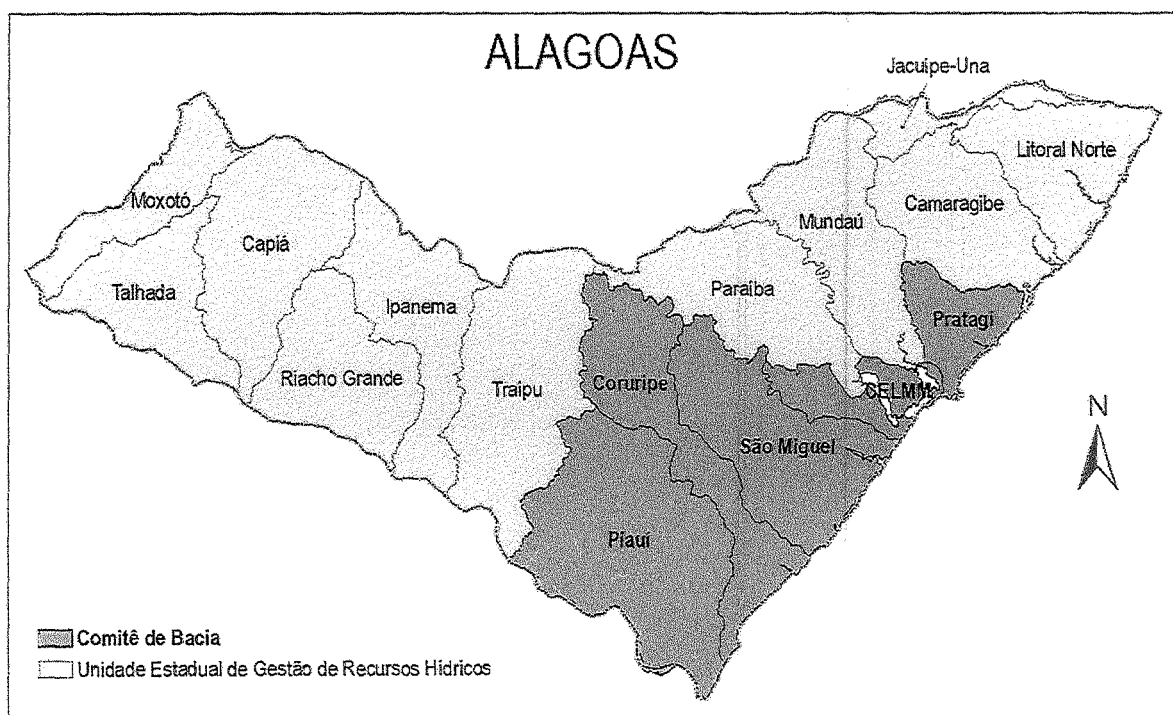 ALAGOAS
Jacuipe-Una
Litoral Norte
Moxotó
Camaragibe
Mundaú
Capiá
Talhada
Paraíba
Ipanema
Pratagi
Riacho Grande
Traipu
Coruripe
CELMM
São Miguel
N
Piauí
Comitê de Bacia
Unidade Estadual de Gestão de Recursos Hídricos